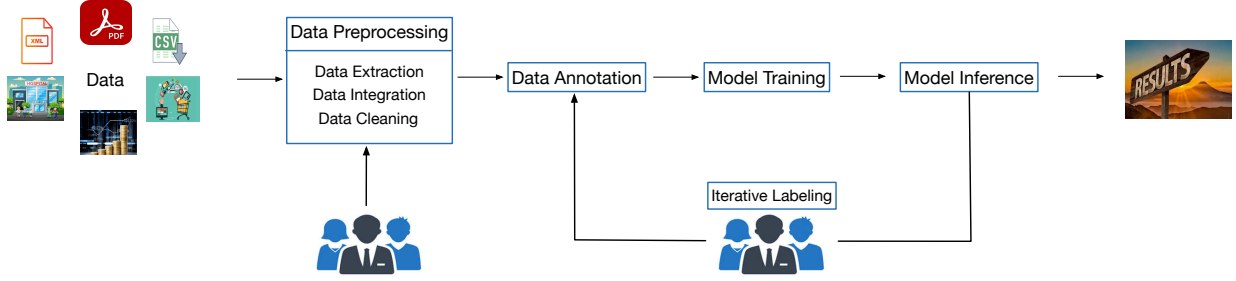 XML
PDF
CSV
HOSPITAL
Data
Data Preprocessing
Data Extraction
Data Integration
Data Cleaning
Data Annotation
Model Training
Model Inference
RESULTS
Iterative Labeling